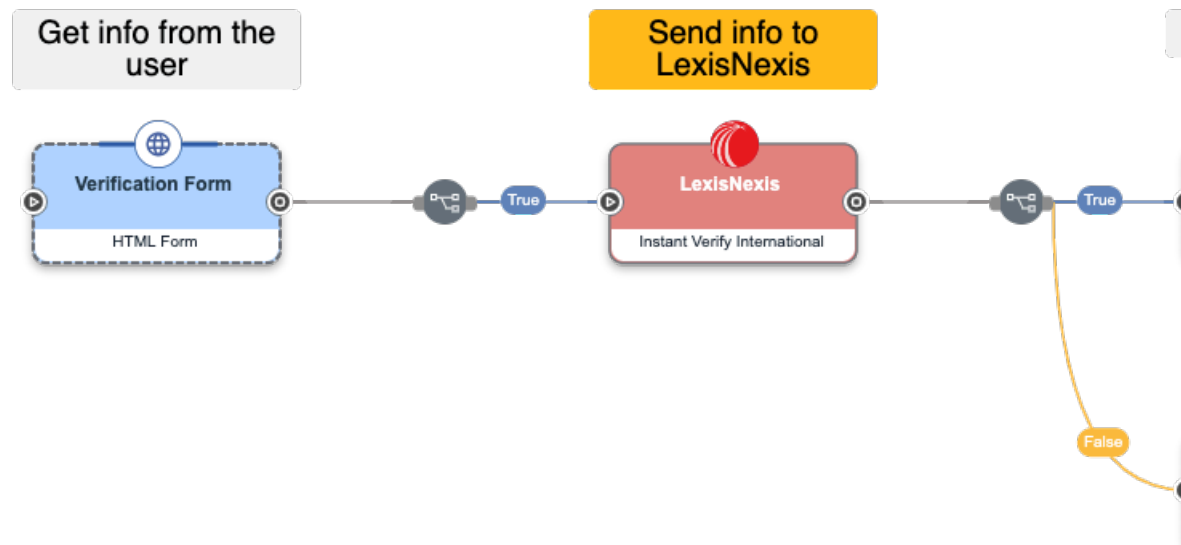 Get info from the
user
Send info to
LexisNexis
Verification Form
HTML Form
True
LexisNexis
Instant Verify International
True
False